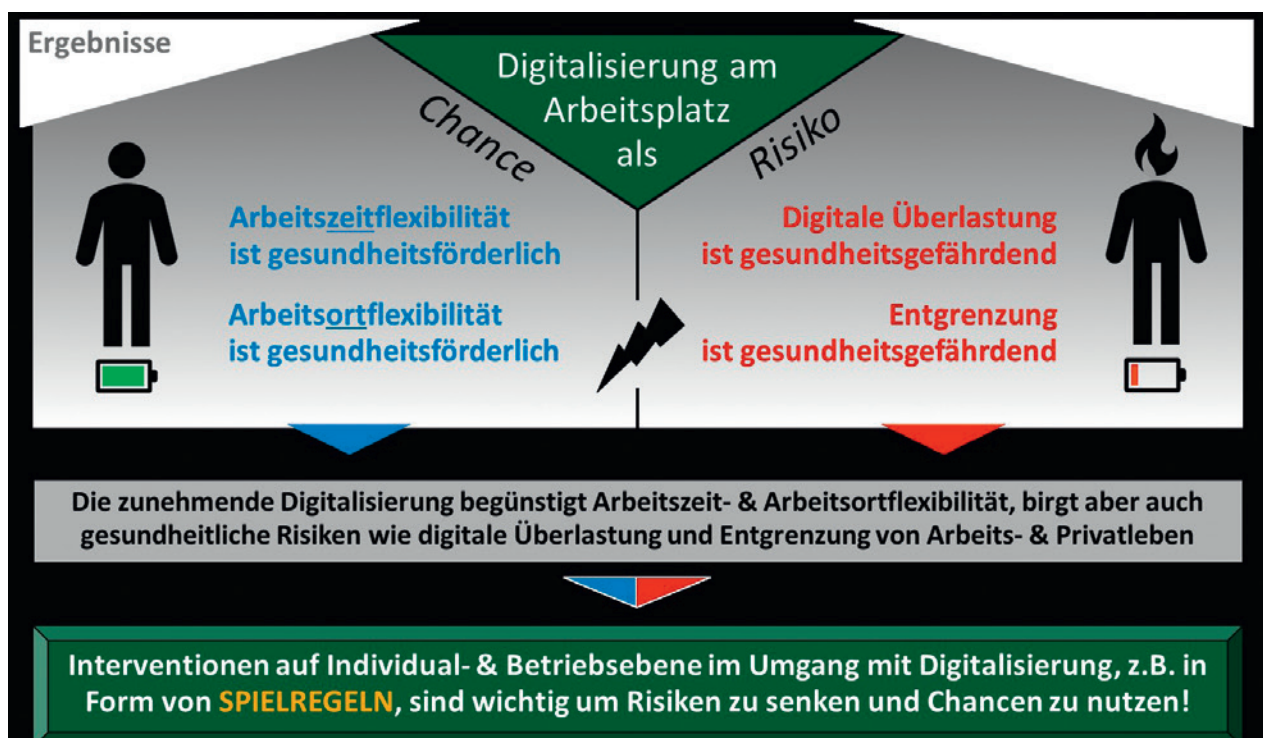 Ergebnisse
Digitalisierung am
Arbeitsplatz
als
Chance
Risiko
Arbeitszeitflexibilität
ist gesundheitsförderlich
Arbeitsortflexibilität
ist gesundheitsförderlich
Digitale Überlastung
ist gesundheitsgefährdend
Entgrenzung
ist gesundheitsgefährdend
Die zunehmende Digitalisierung begünstigt Arbeitszeit- & Arbeitsortflexibilität, birgt aber auch
gesundheitliche Risiken wie digitale Überlastung und Entgrenzung von Arbeits- & Privatleben
Interventionen auf Individual- & Betriebsebene im Umgang mit Digitalisierung, z.B. in
Form von SPIELREGELN, sind wichtig um Risiken zu senken und Chancen zu nutzen!